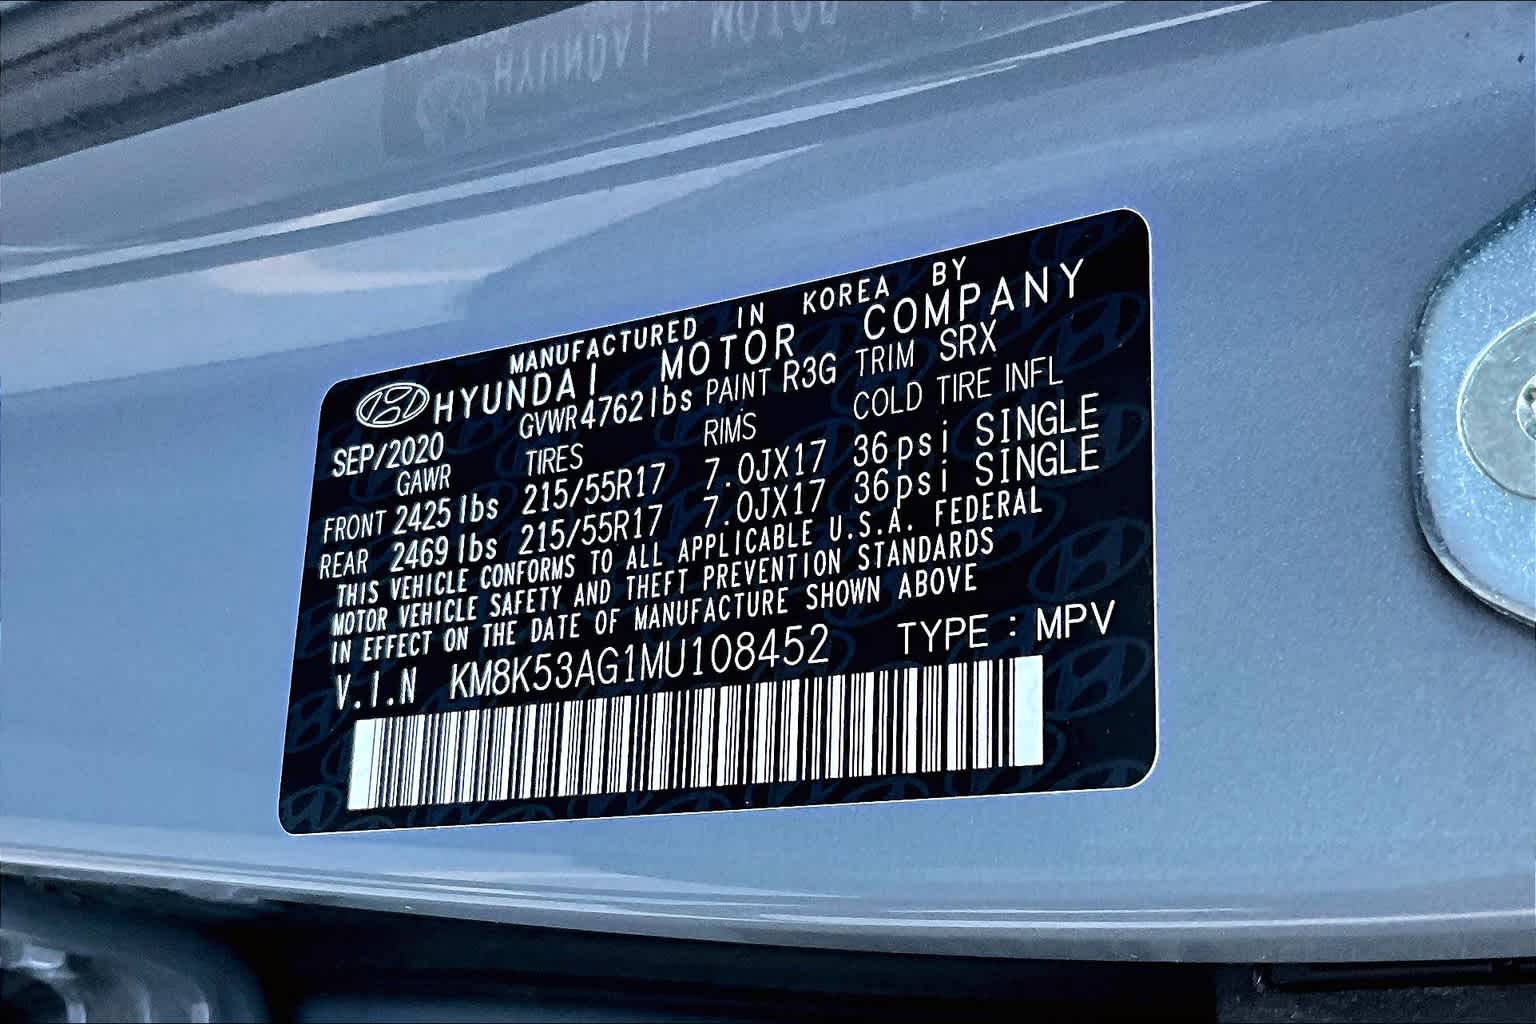 MANUFACTURED IN KOREA BY
HYUNDAI MOTOR COMPANY
SEP/2020 GVWR 4762 lbs PAINT R3G TRIM SRX
GAWR TIRES RIMS COLD TIRE INFL
FRONT 2425 lbs 215/55R17 7.0JX17 36psi SINGLE
REAR 2469 lbs 215/55R17 7.0JX17 36psi SINGLE
THIS VEHICLE CONFORMS TO ALL APPLICABLE U.S.A. FEDERAL
MOTOR VEHICLE SAFETY AND THEFT PREVENTION STANDARDS
IN EFFECT ON THE DATE OF MANUFACTURE SHOWN ABOVE
V.I.N KM8K53AG1MU108452 TYPE : MPV